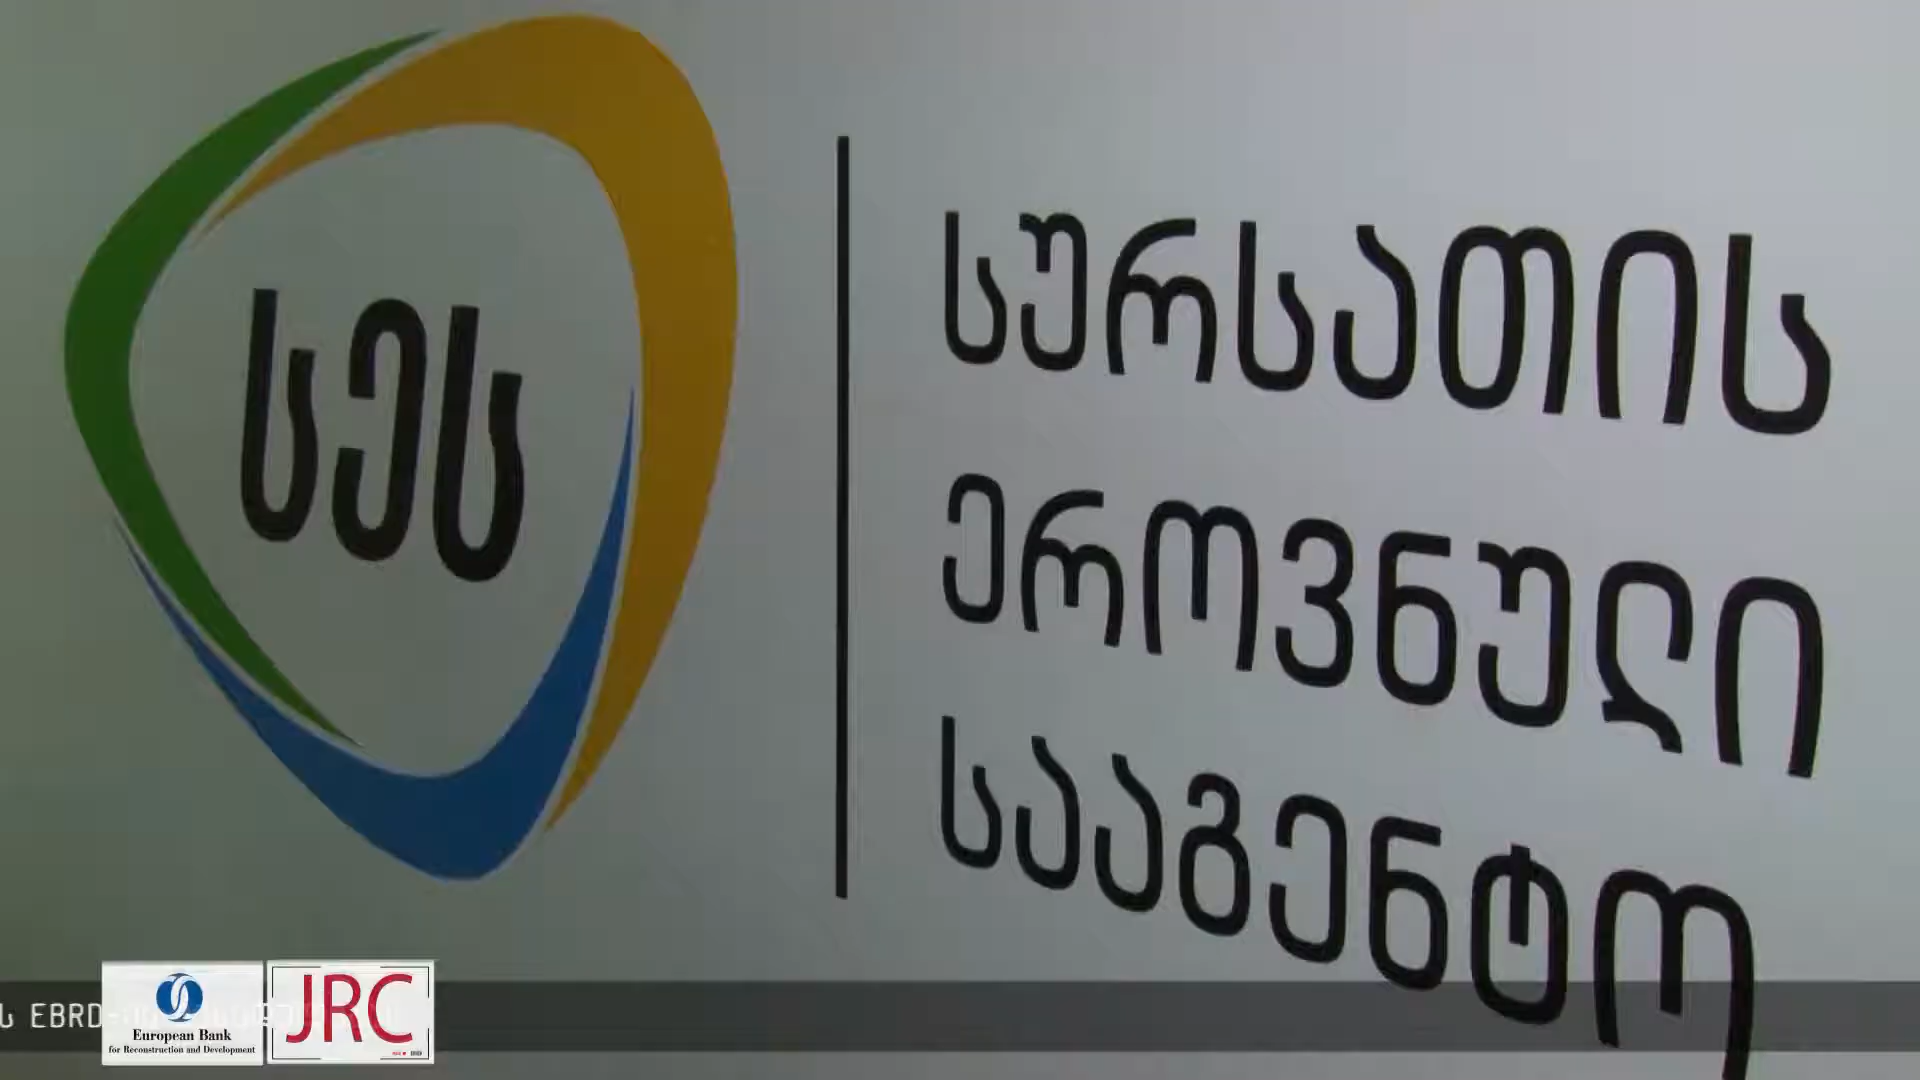 სეს
სურსათის
ეროვნული
სააგენტო
ს EBRD-
European Bank
for Reconstruction and Development
JRC